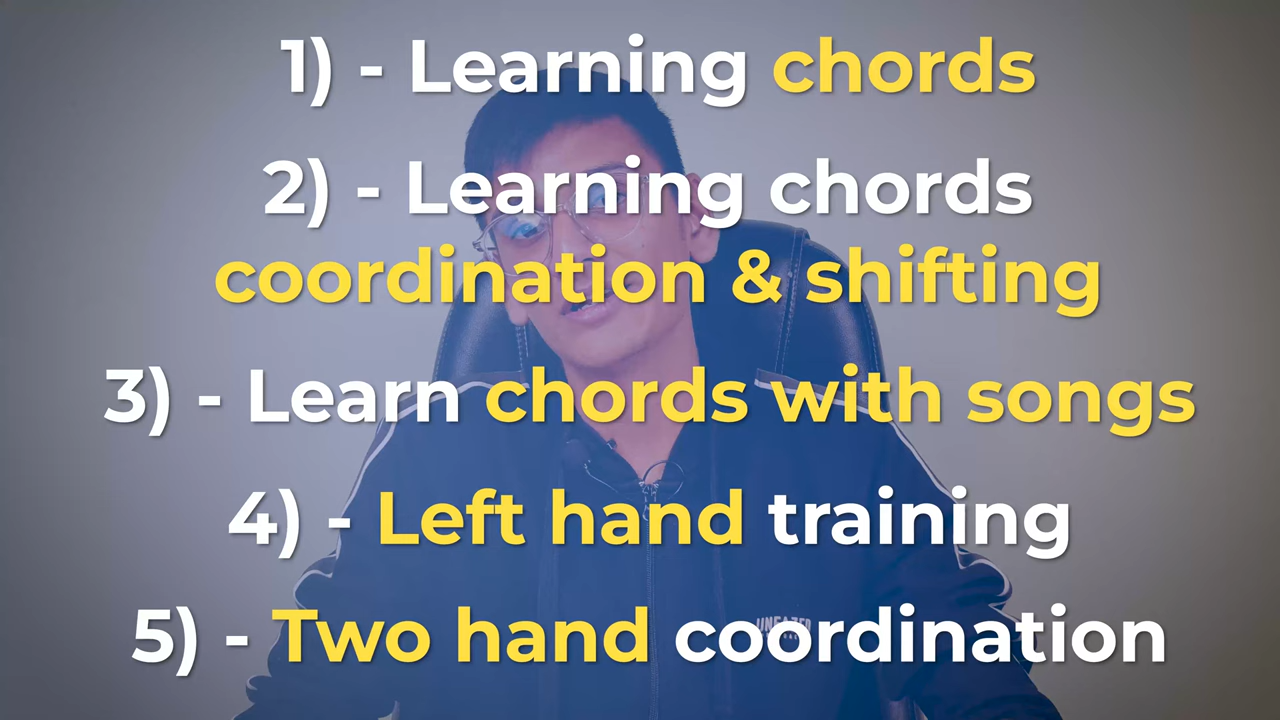 1) - Learning chords
2) - Learning chords
coordination & shifting
3) - Learn chords with songs
4) - Left hand training
5) - Two hand coordination